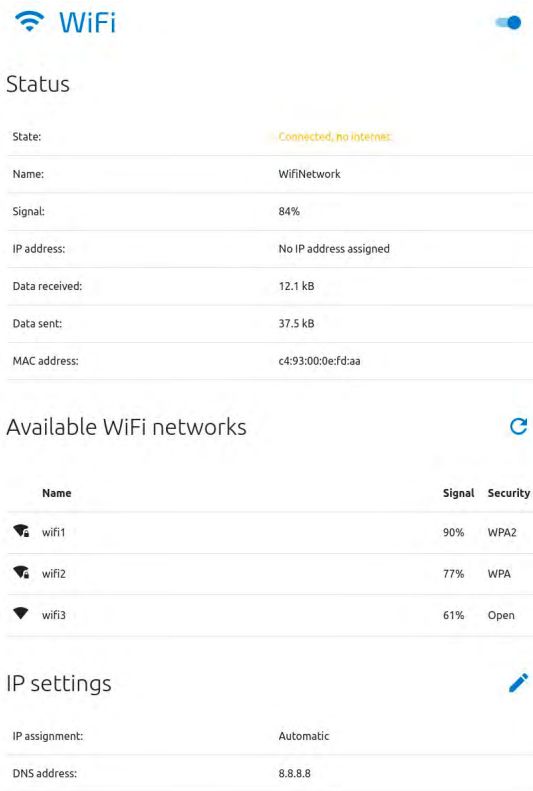 WiFi
Status
State: Connected, no internet
Name: WifiNetwork
Signal: 84%
IP address: No IP address assigned
Data received: 12.1 kB
Data sent: 37.5 kB
MAC address: c4:93:00:0e:fd:aa
Available WiFi networks
Name Signal Security
wifi1 90% WPA2
wifi2 77% WPA
wifi3 61% Open
IP settings
IP assignment: Automatic
DNS address: 8.8.8.8